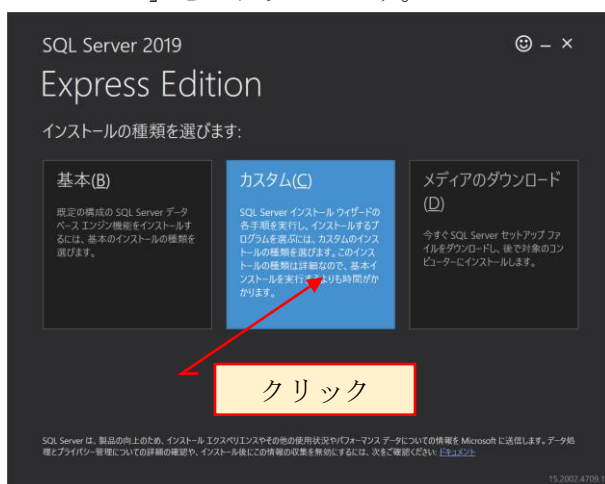 SQL Server 2019
Express Edition
インストールの種類を選びます:
基本(B)
既定の構成の SQL Server データ
ベース エンジン機能をインストールす
るには、基本のインストールの種類を
選びます。
カスタム(C)
SQL Server インストール ウィザードの
各手順を実行し、インストールするプ
ログラムを選ぶには、カスタムのインス
トールの種類を選びます。このインス
トールの種類は詳細なので、基本イ
ンストールを実行するよりも時間がか
かります。
メディアのダウンロード
(D)
今すぐ SQL Server セットアップ ファ
イルをダウンロードし、後で対象のコン
ピューターにインストールします。
クリック
SQL Server は、製品の向上のため、インストール エクスペリエンスやその他の使用状況やパフォーマンス データについての情報を Microsoft に送信します。データ処
理とプライバシー管理についての詳細の確認や、インストール後にこの情報の収集を無効にするには、次をご確認ください: ドキュメント
15.2002.4709.1